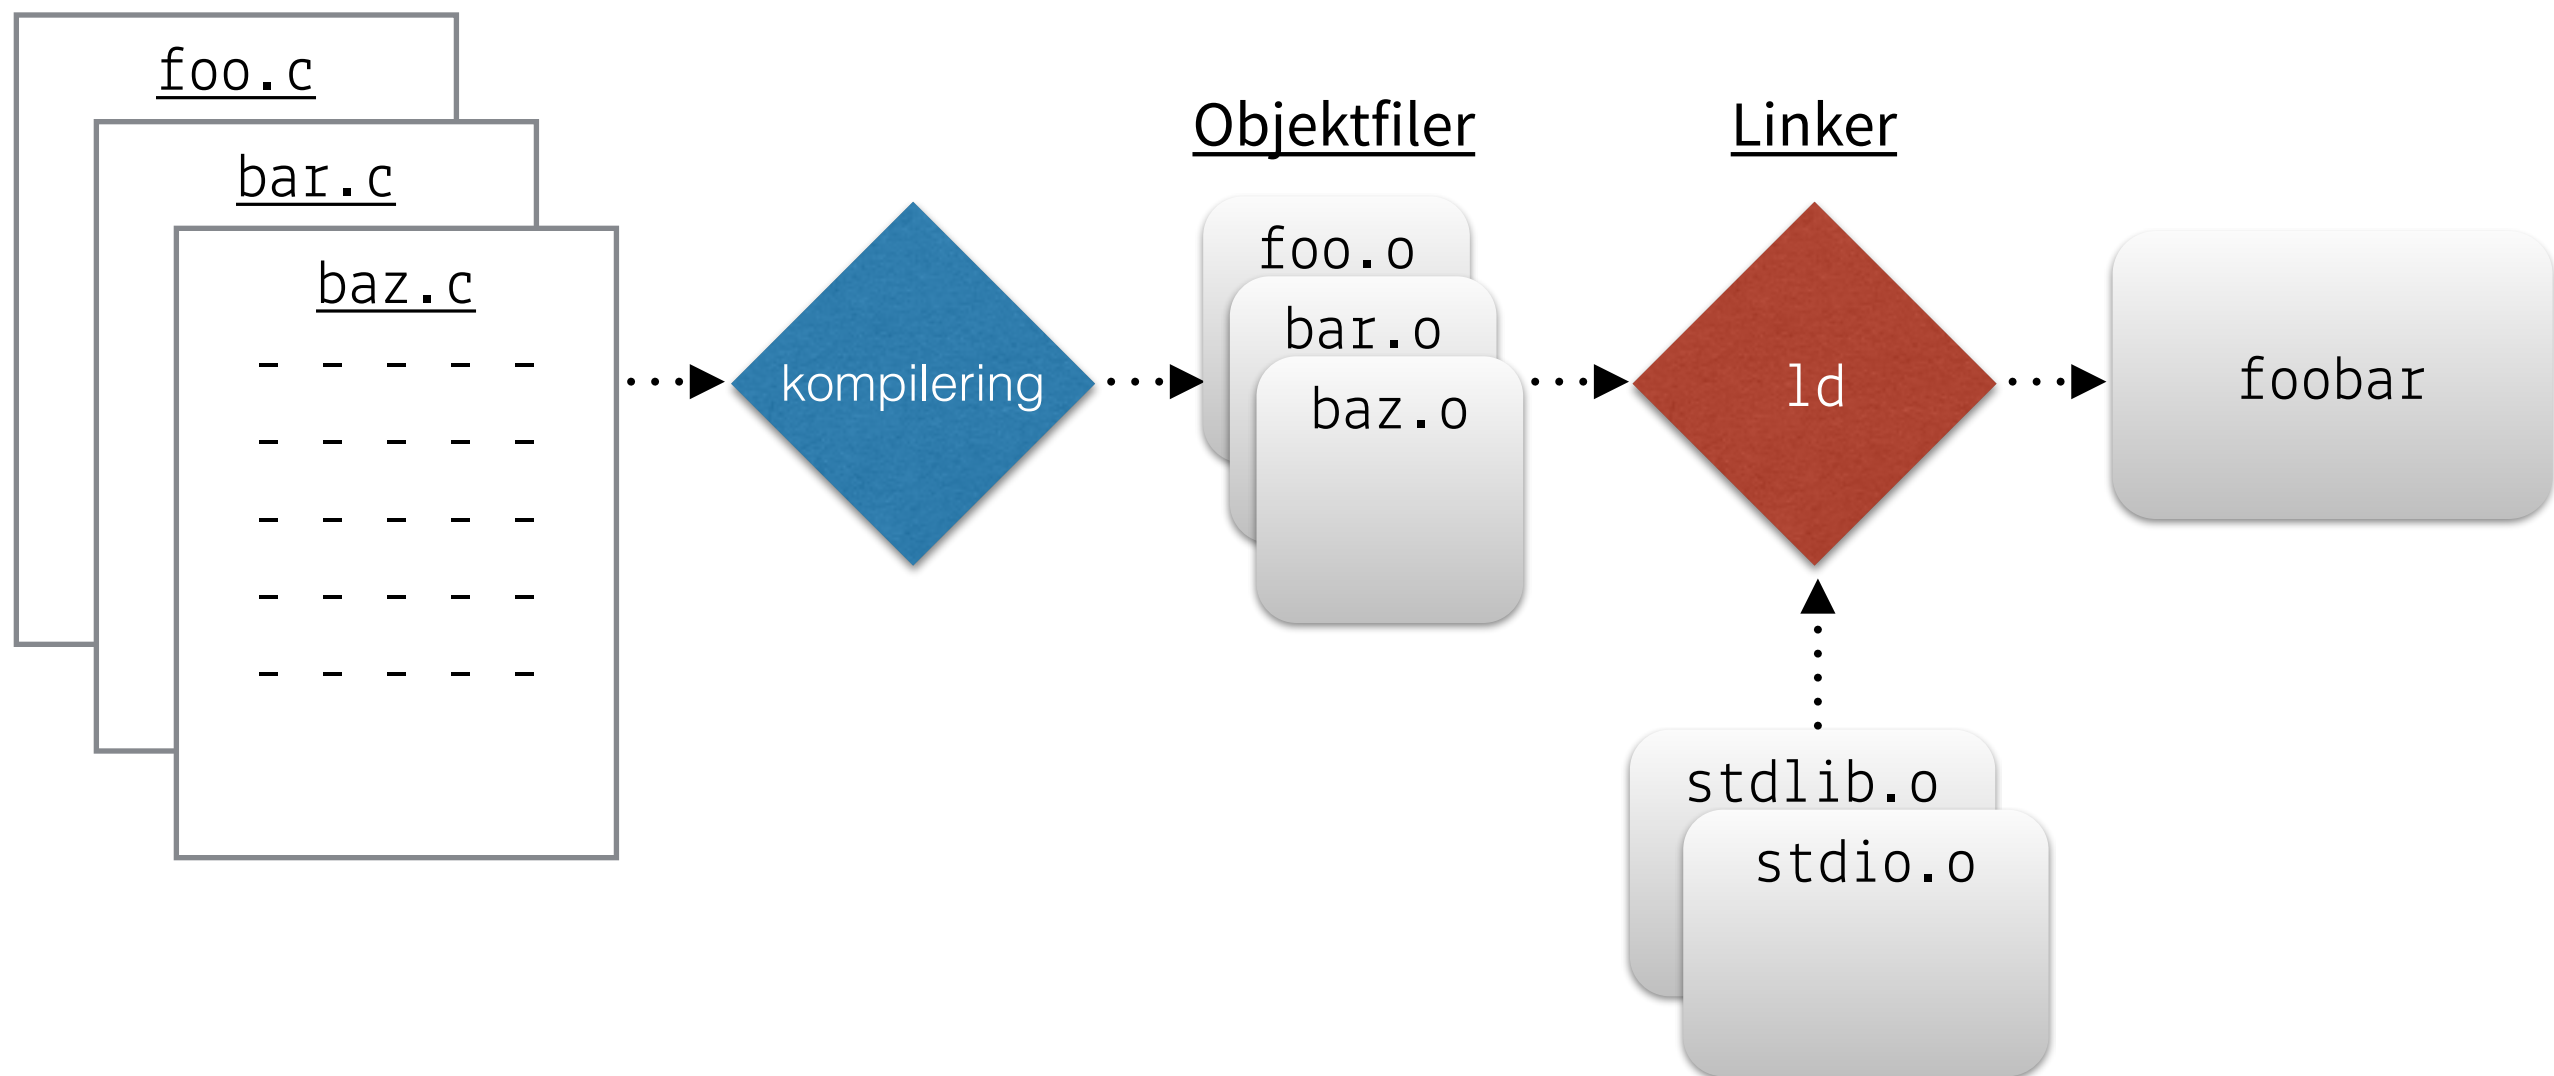 foo.c
bar.c
baz.c
- - - - -
- - - - -
- - - - -
- - - - -
- - - - -
kompilering
Objektfiler
foo.o
bar.o
baz.o
Linker
ld
stdlib.o
stdio.o
foobar